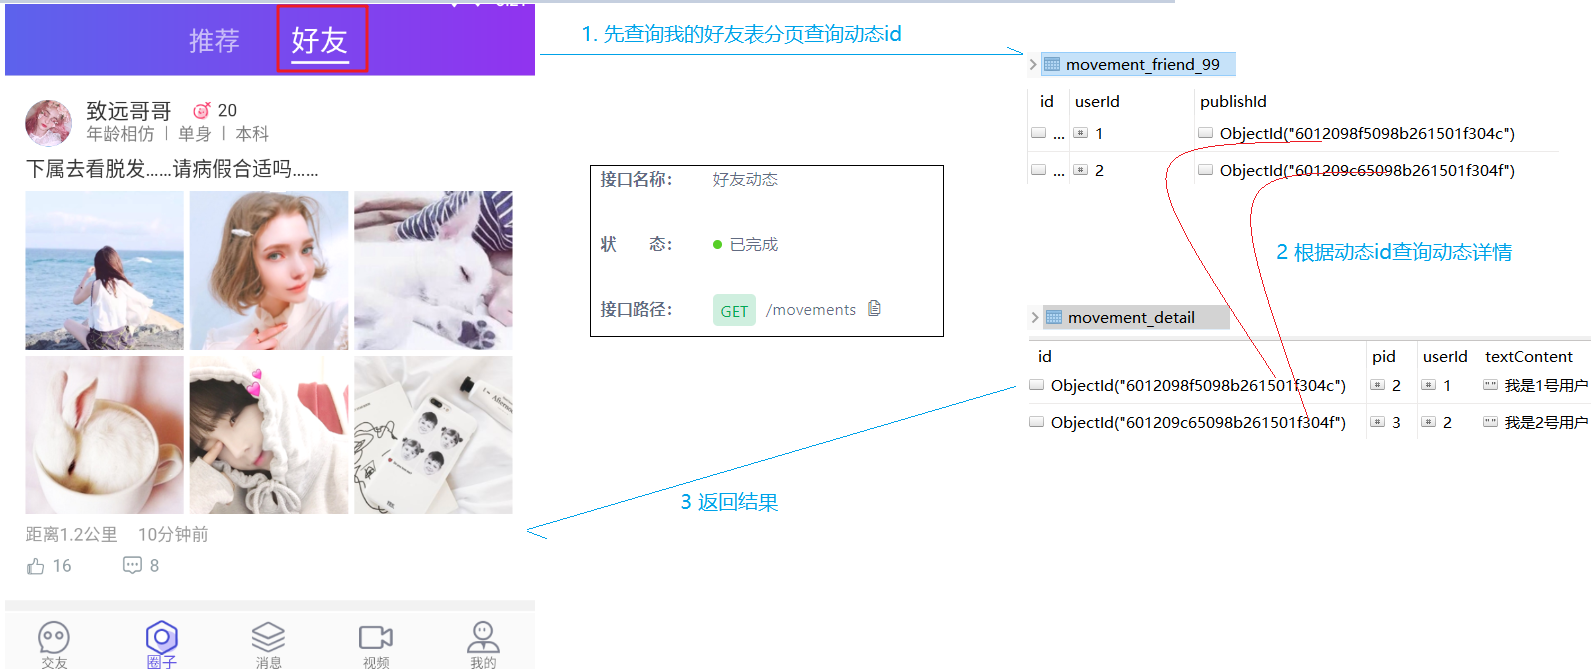 推荐
好友
致远哥哥 20
年龄相仿 | 单身 | 本科
下属去看脱发......请病假合适吗......
距离1.2公里 10分钟前
16 8
交友 圈子 消息 视频 我的
1. 先查询我的好友表分页查询动态id
接口名称： 好友动态
状 态： 已完成
接口路径： GET /movements
3 返回结果
movement_friend_99
id userId publishId
... 1 ObjectId("6012098f5098b261501f304c")
... 2 ObjectId("601209c65098b261501f304f")
2 根据动态id查询动态详情
movement_detail
id pid userId textContent
ObjectId("6012098f5098b261501f304c") 2 1 我是1号用户
ObjectId("601209c65098b261501f304f") 3 2 我是2号用户